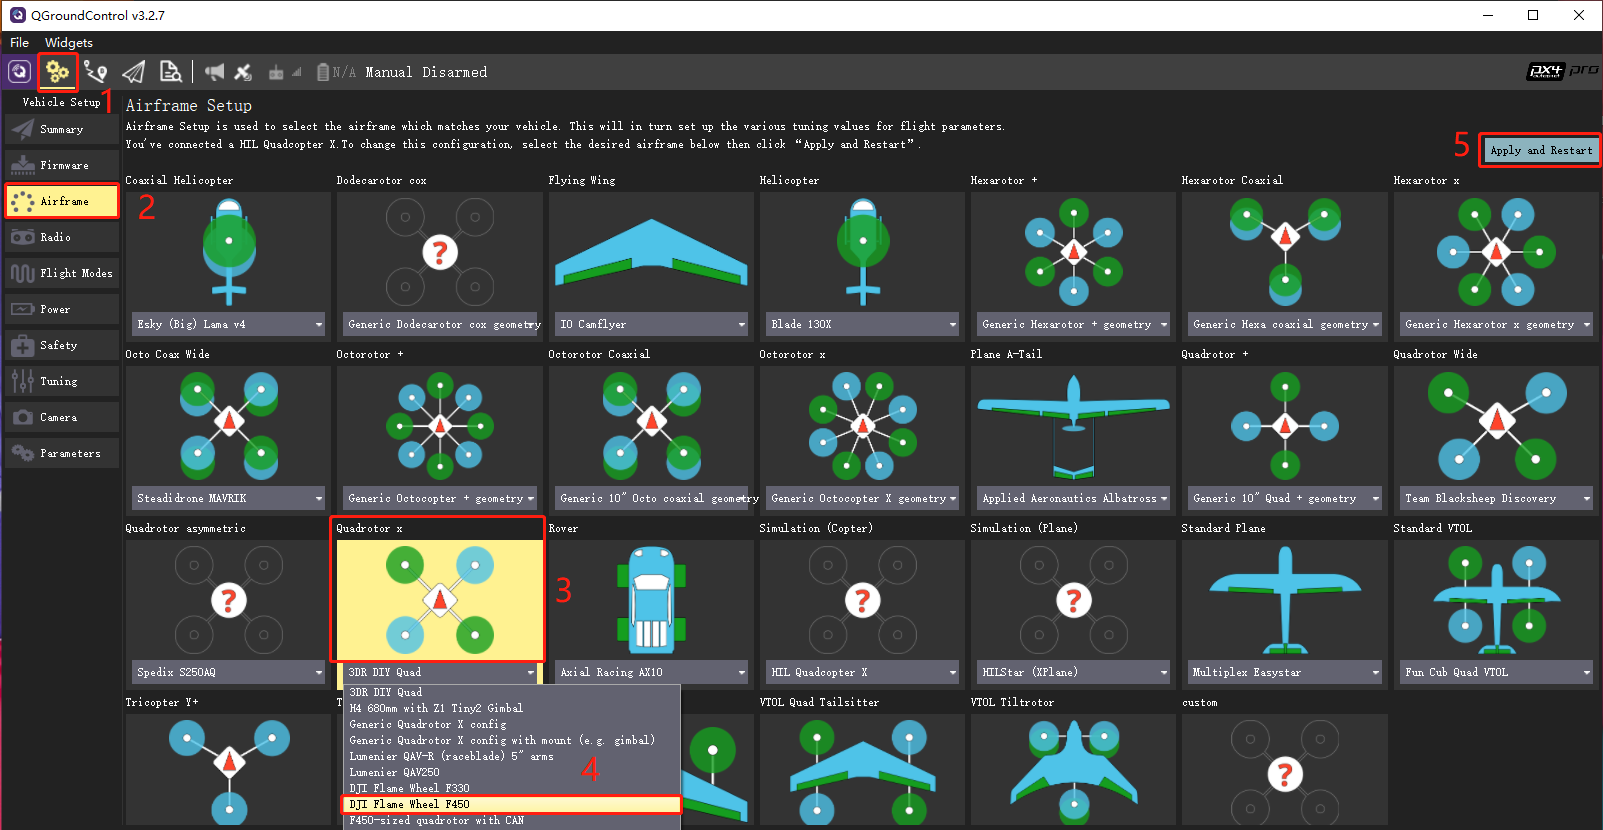 QGroundControl v3.2.7
File Widgets
N/A Manual Disarmed
px4 pro
autopilot
1
Vehicle Setup
Summary
Firmware
Airframe
Radio
Flight Modes
Power
Safety
Tuning
Camera
Parameters
2
Airframe Setup
Airframe Setup is used to select the airframe which matches your vehicle. This will in turn set up the various tuning values for flight parameters.
You've connected a HIL Quadcopter X.To change this configuration, select the desired airframe below then click “Apply and Restart”.
5
Apply and Restart
Coaxial Helicopter
Dodecarotor cox
Flying Wing
Helicopter
Hexarotor +
Hexarotor Coaxial
Hexarotor x
?
Esky (Big) Lama v4
Generic Dodecarotor cox geometry
IO Camflyer
Blade 130X
Generic Hexarotor + geometry
Generic Hexa coaxial geometry
Generic Hexarotor x geometry
Octo Coax Wide
Octorotor +
Octorotor Coaxial
Octorotor x
Plane A-Tail
Quadrotor +
Quadrotor Wide
Steadidrone MAVRIK
Generic Octocopter + geometry
Generic 10" Octo coaxial geometry
Generic Octocopter X geometry
Applied Aeronautics Albatross
Generic 10" Quad + geometry
Team Blacksheep Discovery
Quadrotor asymmetric
Quadrotor x
Rover
Simulation (Copter)
Simulation (Plane)
Standard Plane
Standard VTOL
?
3
?
?
Spedix S250AQ
3DR DIY Quad
Axial Racing AX10
HIL Quadcopter X
HILStar (XPlane)
Multiplex Easystar
Fun Cub Quad VTOL
3DR DIY Quad
H4 680mm with Z1 Tiny2 Gimbal
Generic Quadrotor X config
Generic Quadrotor X config with mount (e.g. gimbal)
Lumenier QAV-R (raceblade) 5" arms
Lumenier QAV250
DJI Flame Wheel F330
DJI Flame Wheel F450
F450-sized quadrotor with CAN
4
Tricopter Y+
VTOL Quad Tailsitter
VTOL Tiltrotor
custom
?